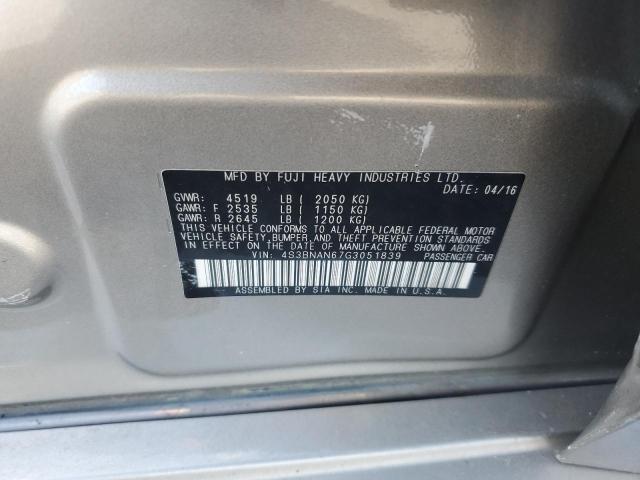 MFD BY FUJI HEAVY INDUSTRIES LTD.
DATE: 04/16
GVWR: 4519 LB ( 2050 KG)
GAWR: F 2535 LB ( 1150 KG)
GAWR: R 2645 LB ( 1200 KG)
THIS VEHICLE CONFORMS TO ALL APPLICABLE FEDERAL MOTOR
VEHICLE SAFETY, BUMPER, AND THEFT PREVENTION STANDARDS
IN EFFECT ON THE DATE OF MANUFACTURE SHOWN ABOVE.
VIN: 4S3BNAN67G3051839 PASSENGER CAR
ASSEMBLED BY SIA INC. MADE IN U.S.A.